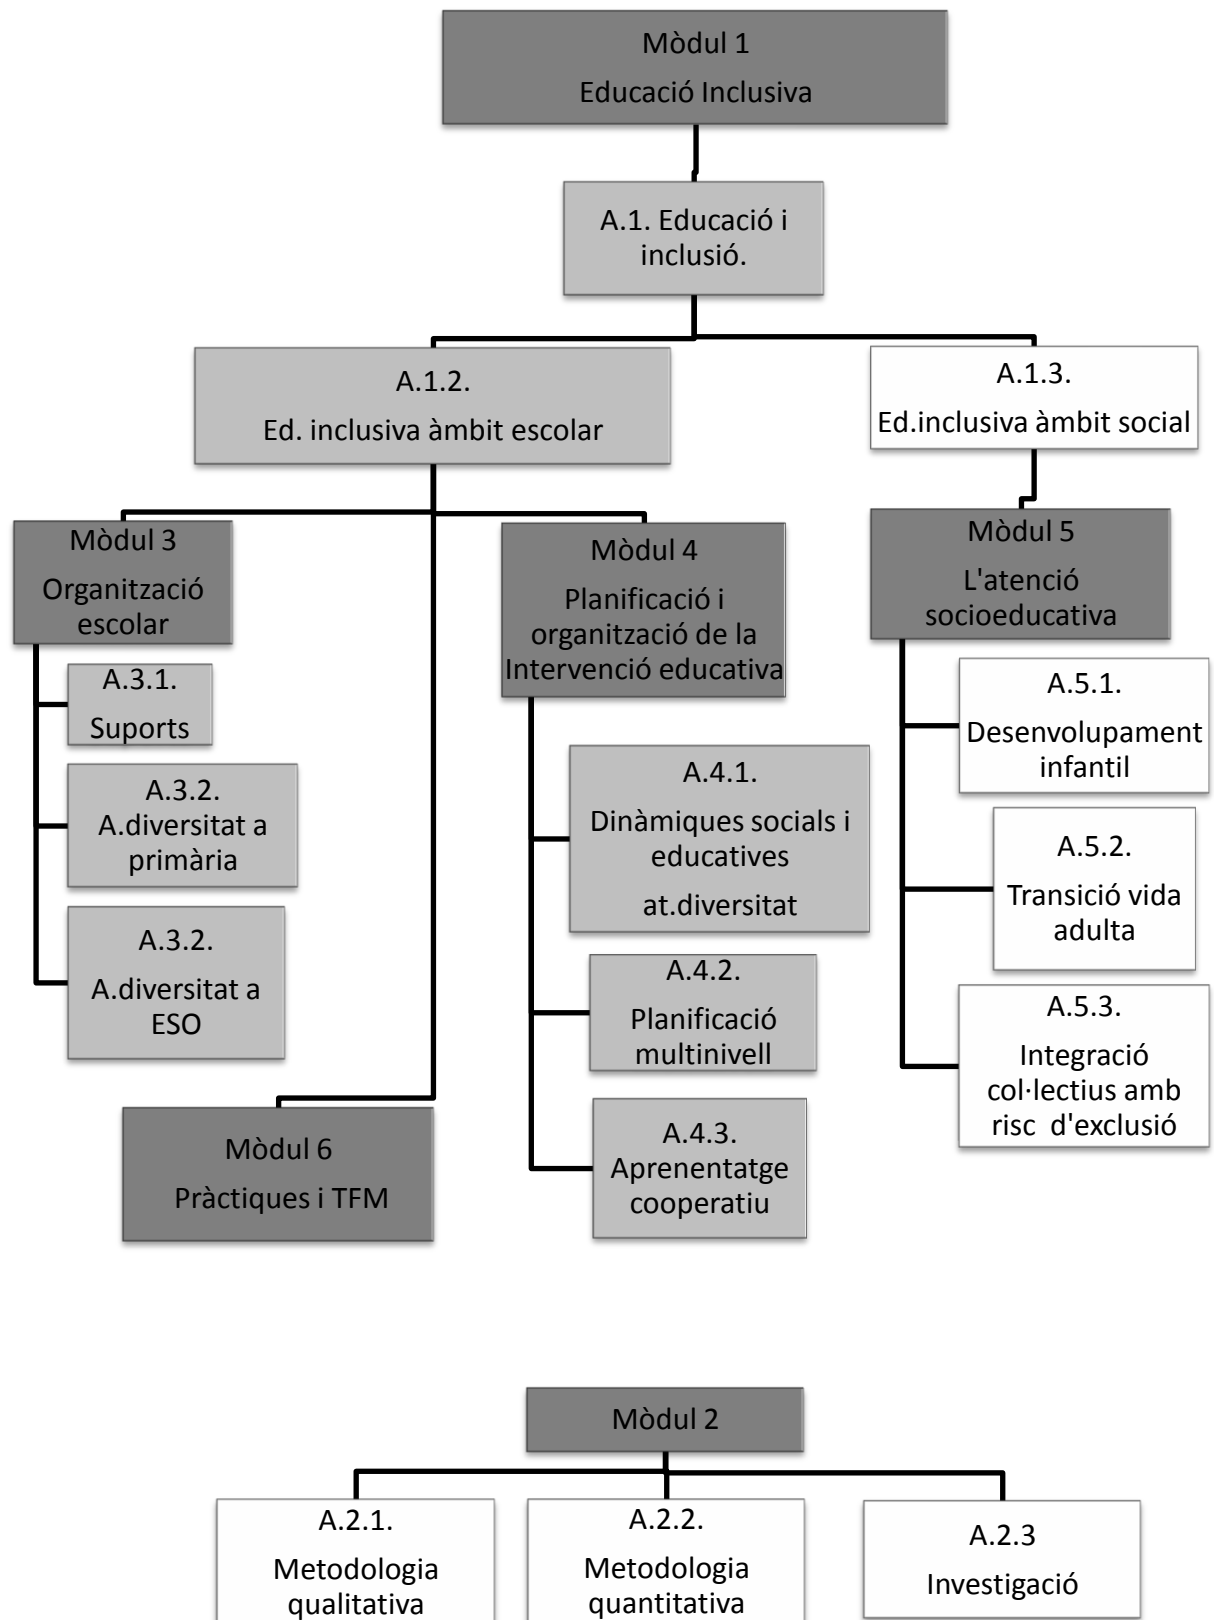 Mòdul 1
Educació Inclusiva
A.1. Educació i
inclusió.
A.1.2.
Ed. inclusiva àmbit escolar
A.1.3.
Ed.inclusiva àmbit social
Mòdul 3
Organització
escolar
A.3.1.
Suports
A.3.2.
A.diversitat a
primària
A.3.2.
A.diversitat a
ESO
Mòdul 4
Planificació i
organització de la
Intervenció educativa
A.4.1.
Dinàmiques socials i
educatives
at.diversitat
A.4.2.
Planificació
multinivell
A.4.3.
Aprenentatge
cooperatiu
Mòdul 5
L'atenció
socioeducativa
A.5.1.
Desenvolupament
infantil
A.5.2.
Transició vida
adulta
A.5.3.
Integració
col·lectius amb
risc  d'exclusió
Mòdul 6
Pràctiques i TFM
Mòdul 2
A.2.1.
Metodologia
qualitativa
A.2.2.
Metodologia
quantitativa
A.2.3
Investigació